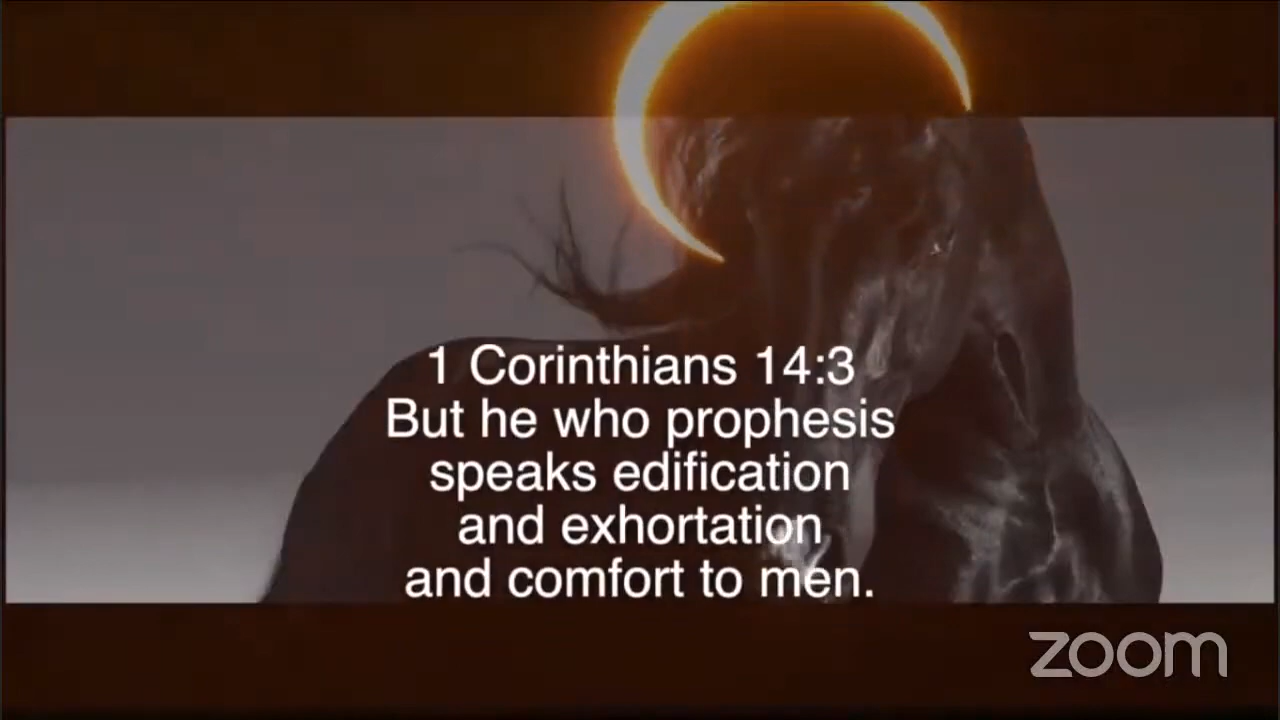 1 Corinthians 14:3
But he who prophesis
speaks edification
and exhortation
and comfort to men.
zoom